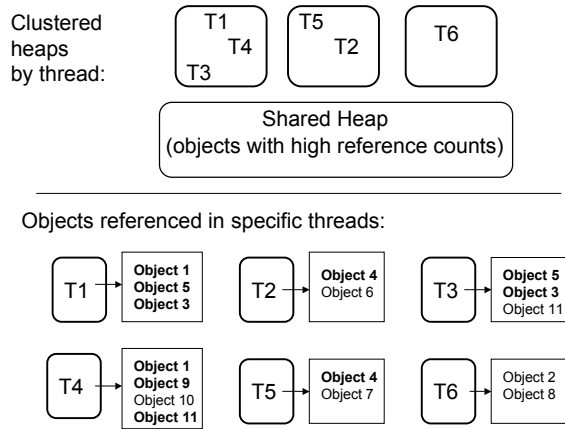 Clustered
heaps
by thread:
T1
T4
T3
T5
T2
T6
Shared Heap
(objects with high reference counts)
Objects referenced in specific threads:
T1
Object 1
Object 5
Object 3
T2
Object 4
Object 6
T3
Object 5
Object 3
Object 11
T4
Object 1
Object 9
Object 10
Object 11
T5
Object 4
Object 7
T6
Object 2
Object 8